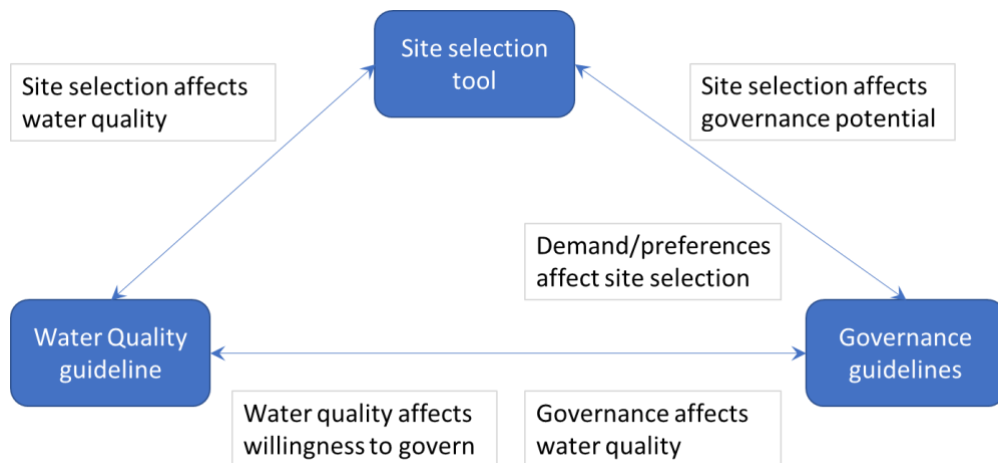 Site selection
tool
Site selection affects
water quality
Site selection affects
governance potential
Demand/preferences
affect site selection
Water Quality
guideline
Governance
guidelines
Water quality affects
willingness to govern
Governance affects
water quality